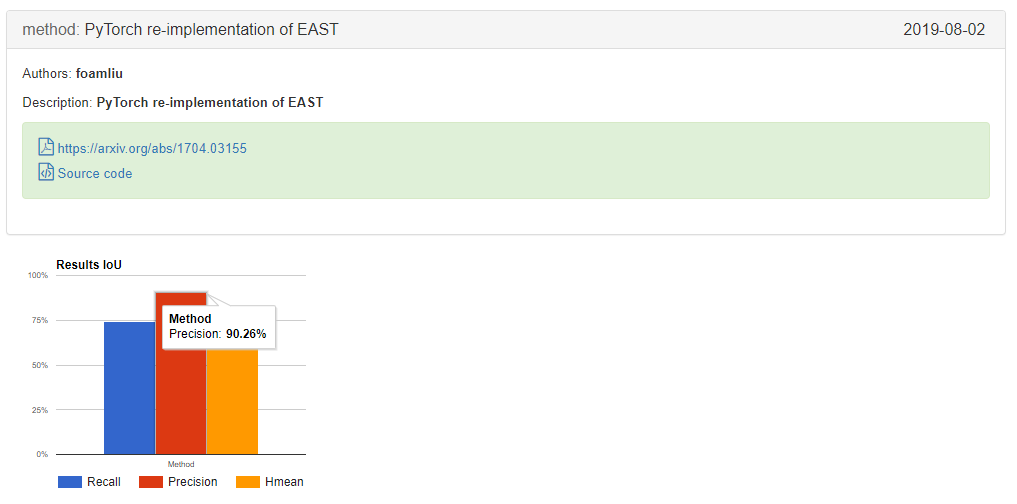 method: PyTorch re-implementation of EAST 2019-08-02
Authors: foamliu
Description: PyTorch re-implementation of EAST
https://arxiv.org/abs/1704.03155
Source code
Results IoU
100%
75%
50%
25%
0%
Method
Precision: 90.26%
Method
Recall Precision Hmean